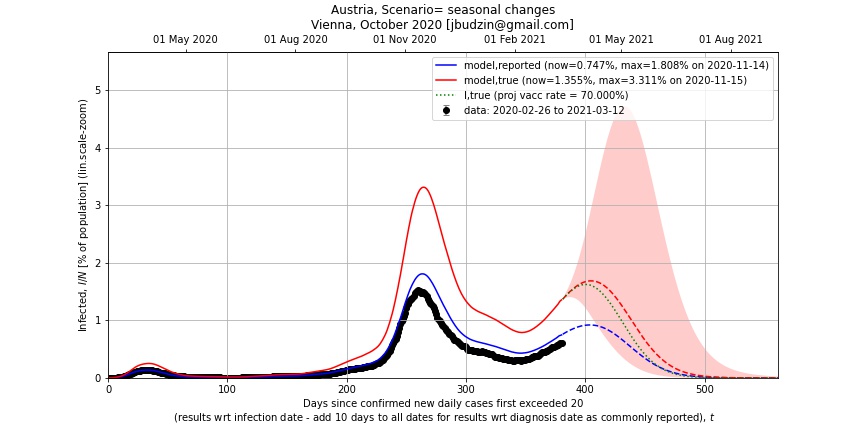 Austria, Scenario= seasonal changes
Vienna, October 2020 [jbudzin@gmail.com]
01 May 2020 01 Aug 2020 01 Nov 2020 01 Feb 2021 01 May 2021 01 Aug 2021
model,reported (now=0.747%, max=1.808% on 2020-11-14)
model,true (now=1.355%, max=3.311% on 2020-11-15)
I,true (proj vacc rate = 70.000%)
data: 2020-02-26 to 2021-03-12
Infected, I/N [% of population] (lin.scale-zoom)
5
4
3
2
1
0
0 100 200 300 400 500
Days since confirmed new daily cases first exceeded 20
(results wrt infection date - add 10 days to all dates for results wrt diagnosis date as commonly reported), t